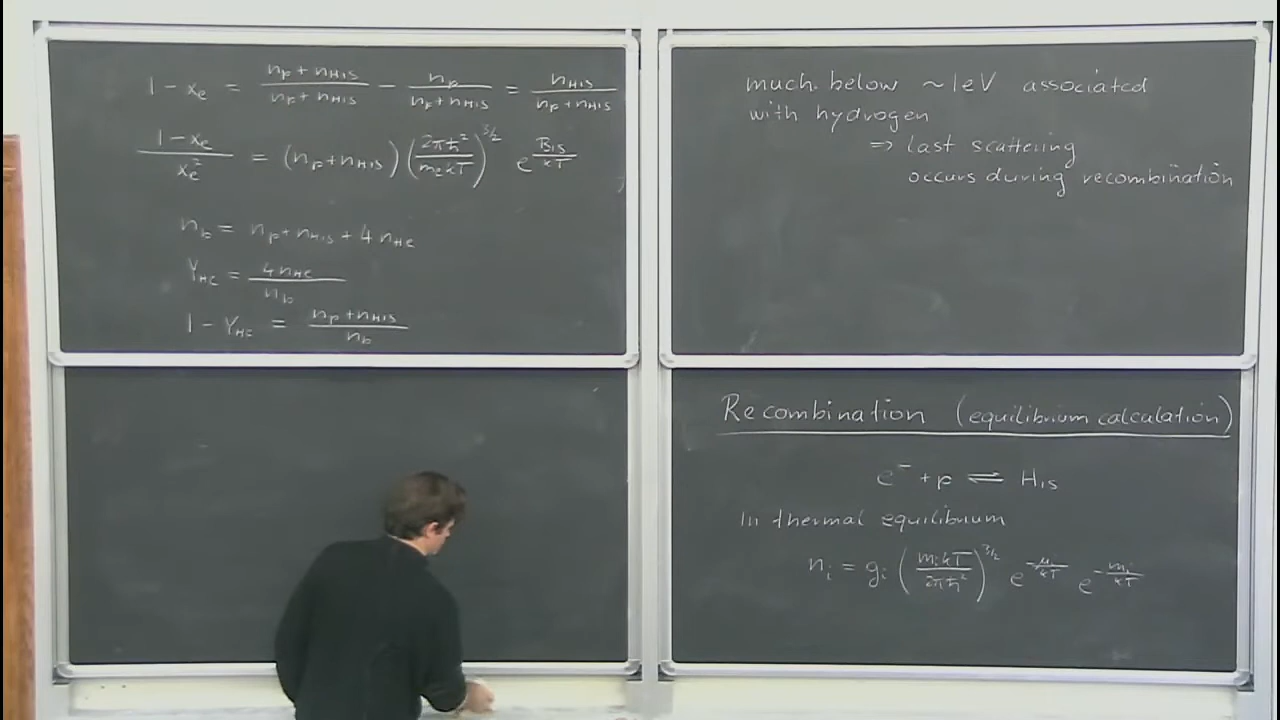 1 - x_e = (n_p + n_H1S)/(n_p + n_H1S) - n_p/(n_p + n_H1S) = n_H1S/(n_p + n_H1S)
(1 - x_e)/x_e^2 = (n_p + n_H1S) (2πħ^2/m_e kT)^3/2 e^(B_1S/kT)
n_b = n_p + n_H1S + 4 n_He
Y_He = 4 n_He/n_b
1 - Y_He = (n_p + n_H1S)/n_b
much below ~1eV associated
with hydrogen
⇒ last scattering
occurs during recombination
Recombination (equilibrium calculation)
e^- + p ⇌ H_1S
In thermal equilibrium
n_i = g_i (m_i kT/2πħ^2)^3/2 e^(μ_i/kT) e^(-m_i/kT)